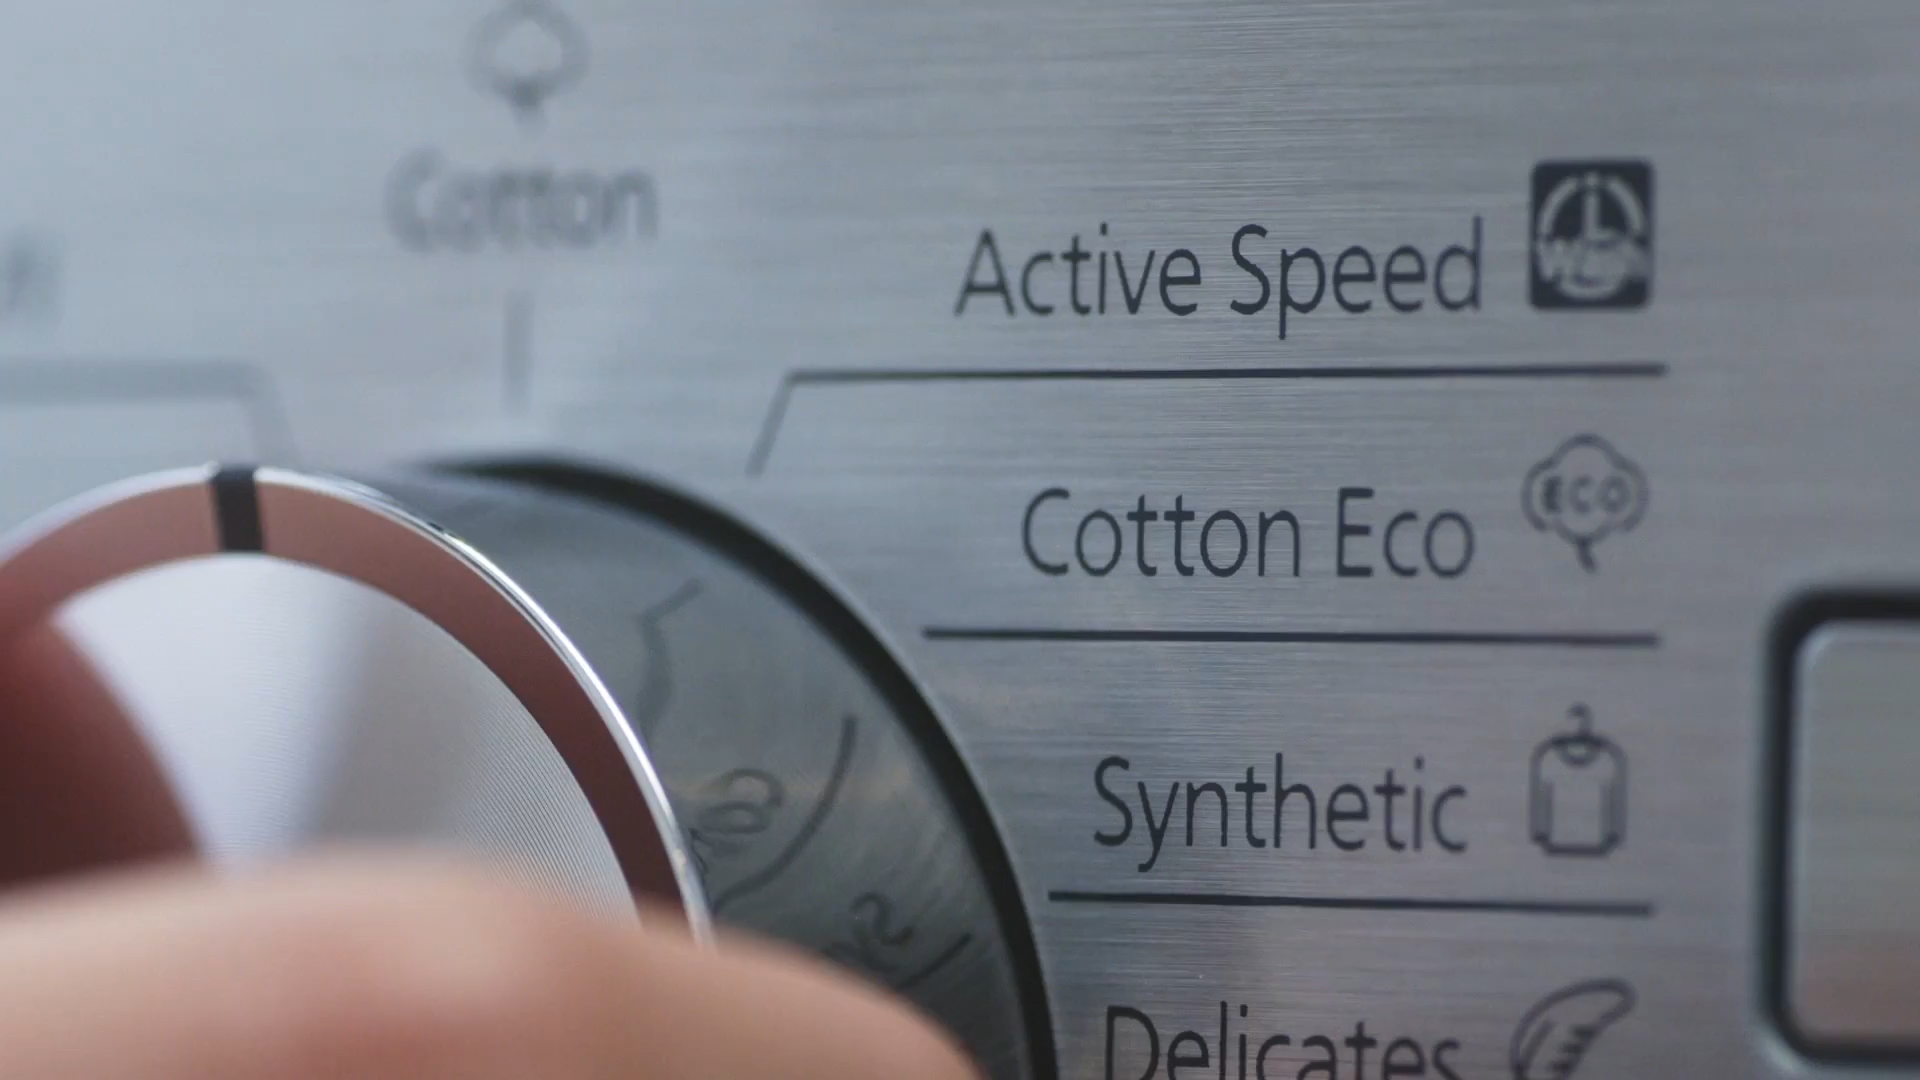 Cotton
Active Speed
Cotton Eco
ECO
Synthetic
Delicates